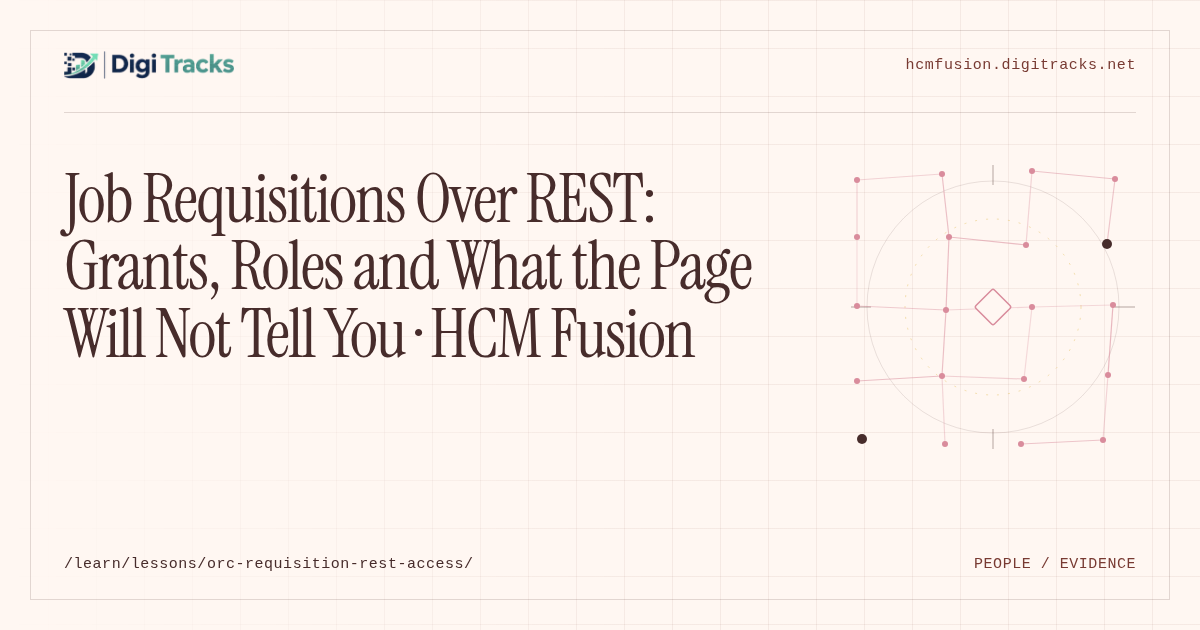 Digi Tracks
hcmfusion.digitracks.net
Job Requisitions Over REST:
Grants, Roles and What the Page
Will Not Tell You · HCM Fusion
/learn/lessons/orc-requisition-rest-access/
PEOPLE / EVIDENCE